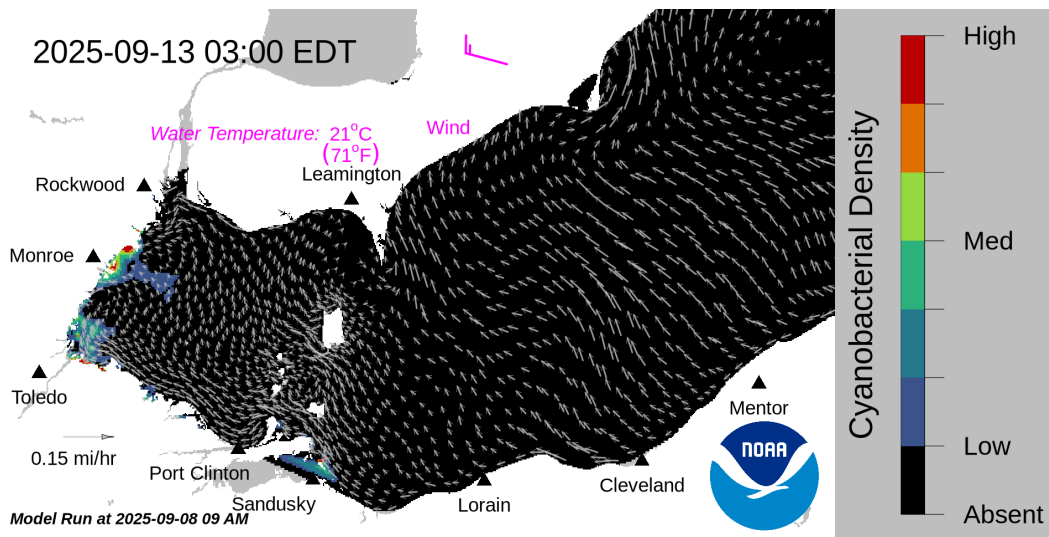 2025-09-13 03:00 EDT
High
Water Temperature: 21°C
(71°F)
Wind
Leamington
Rockwood
Monroe
Med
Cyanobacterial Density
Toledo
Mentor
0.15 mi/hr
NOAA
Low
Port Clinton
Cleveland
Sandusky
Lorain
Model Run at 2025-09-08 09 AM
Absent